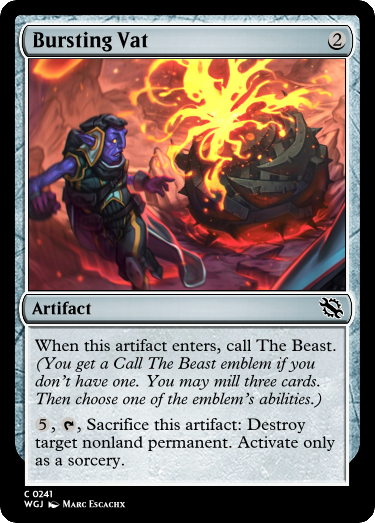 Bursting Vat 2
Artifact
When this artifact enters, call The Beast.
(You get a Call The Beast emblem if you
don't have one. You may mill three cards.
Then choose one of the emblem's abilities.)
5, , Sacrifice this artifact: Destroy
target nonland permanent. Activate only
as a sorcery.
C 0241
WGJ Marc Escachx